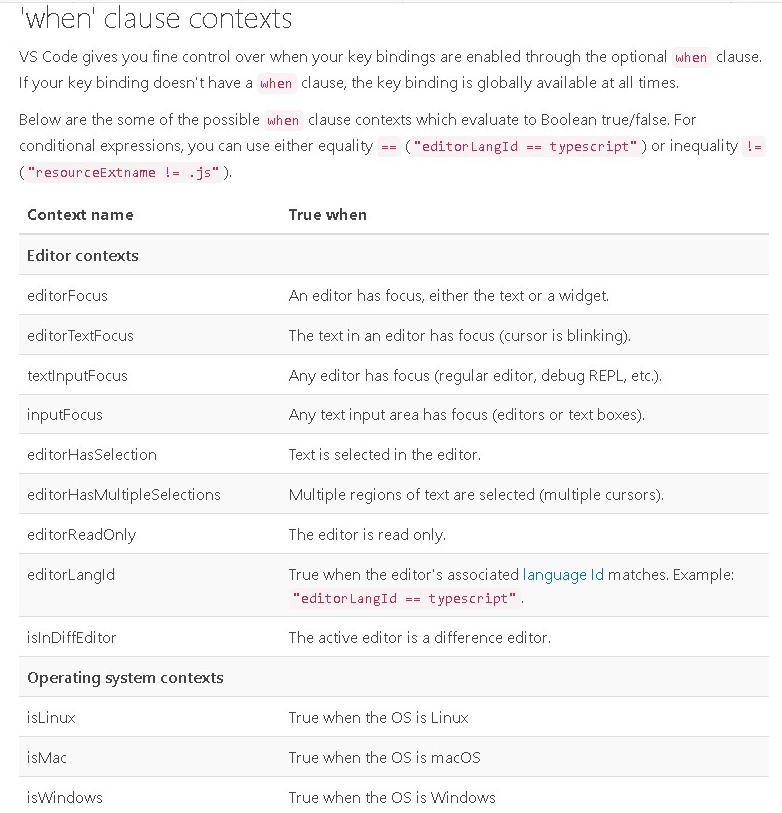 'when' clause contexts
VS Code gives you fine control over when your key bindings are enabled through the optional when clause.
If your key binding doesn't have a when clause, the key binding is globally available at all times.
Below are the some of the possible when clause contexts which evaluate to Boolean true/false. For
conditional expressions, you can use either equality == ("editorLangId == typescript") or inequality !=
("resourceExtname != .js").
Context name True when
Editor contexts
editorFocus An editor has focus, either the text or a widget.
editorTextFocus The text in an editor has focus (cursor is blinking).
textInputFocus Any editor has focus (regular editor, debug REPL, etc.).
inputFocus Any text input area has focus (editors or text boxes).
editorHasSelection Text is selected in the editor.
editorHasMultipleSelections Multiple regions of text are selected (multiple cursors).
editorReadOnly The editor is read only.
editorLangId True when the editor's associated language Id matches. Example:
"editorLangId == typescript".
isInDiffEditor The active editor is a difference editor.
Operating system contexts
isLinux True when the OS is Linux
isMac True when the OS is macOS
isWindows True when the OS is Windows